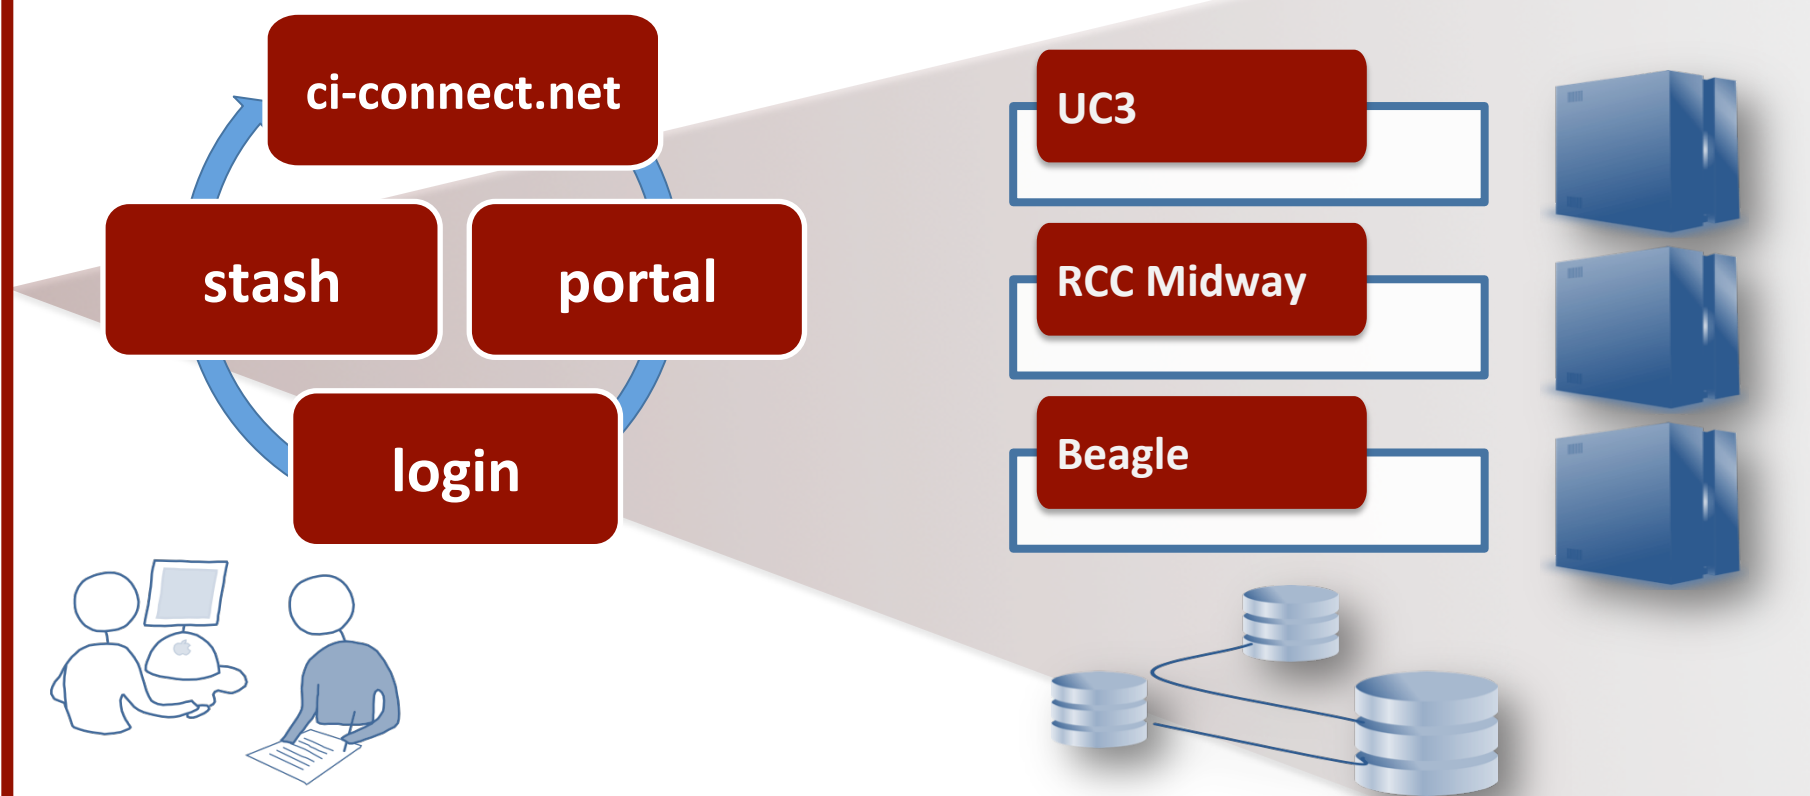 ci-connect.net
stash
portal
login
UC3
RCC Midway
Beagle